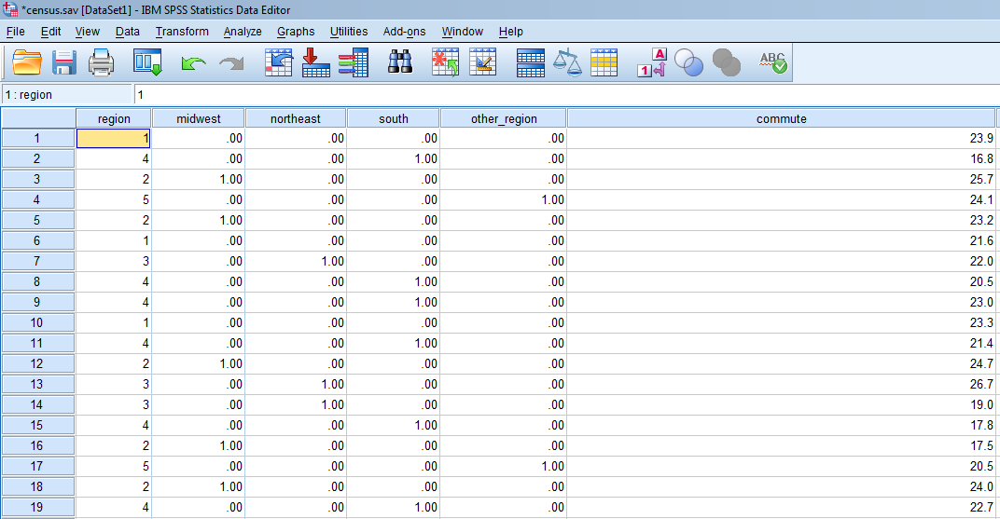 *census.sav [DataSet1] - IBM SPSS Statistics Data Editor
File Edit View Data Transform Analyze Graphs Utilities Add-ons Window Help
1 A ABC
1 : region 1
region midwest northeast south other_region commute
1 1 .00 .00 .00 .00 23.9
2 4 .00 .00 1.00 .00 16.8
3 2 1.00 .00 .00 .00 25.7
4 5 .00 .00 .00 1.00 24.1
5 2 1.00 .00 .00 .00 23.2
6 1 .00 .00 .00 .00 21.6
7 3 .00 1.00 .00 .00 22.0
8 4 .00 .00 1.00 .00 20.5
9 4 .00 .00 1.00 .00 23.0
10 1 .00 .00 .00 .00 23.3
11 4 .00 .00 1.00 .00 21.4
12 2 1.00 .00 .00 .00 24.7
13 3 .00 1.00 .00 .00 26.7
14 3 .00 1.00 .00 .00 19.0
15 4 .00 .00 1.00 .00 17.8
16 2 1.00 .00 .00 .00 17.5
17 5 .00 .00 .00 1.00 20.5
18 2 1.00 .00 .00 .00 24.0
19 4 .00 .00 1.00 .00 22.7